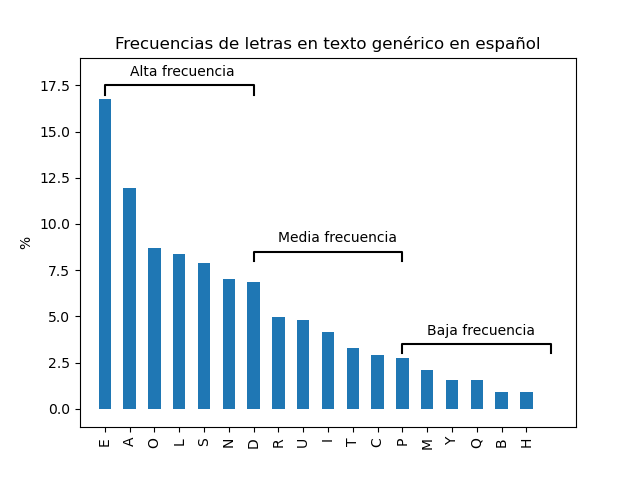 Frecuencias de letras en texto genérico en español
Alta frecuencia
17.5
15.0
12.5
10.0
Media frecuencia
7.5
5.0
Baja frecuencia
2.5
0.0
%
E A O L S N D R U I T C P M Y Q B H